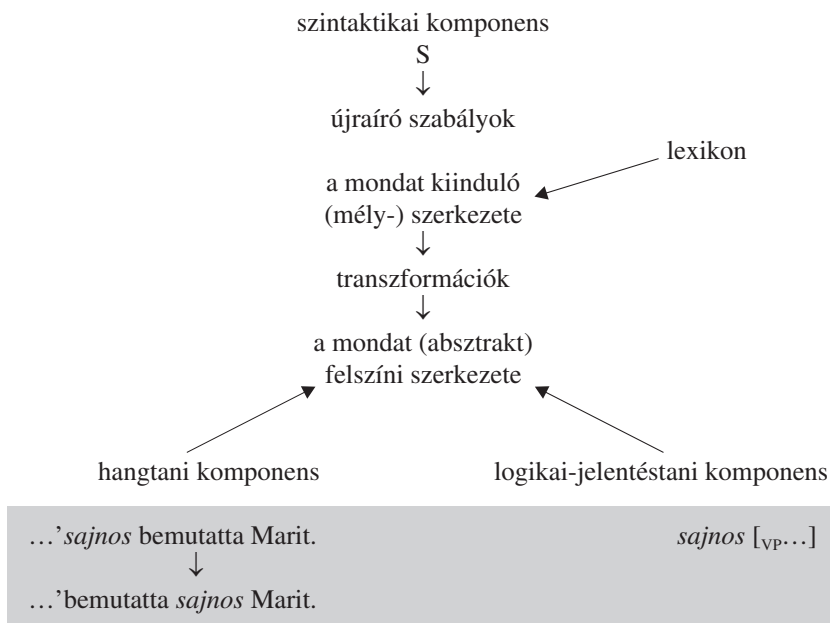 szintaktikai komponens
S
↓
újraíró szabályok
lexikon
a mondat kiinduló
(mély-) szerkezete
↓
transzformációk
↓
a mondat (absztrakt)
felszíni szerkezete
hangtani komponens logikai-jelentéstani komponens
…’sajnos bemutatta Marit. sajnos [VP…]
↓
…’bemutatta sajnos Marit.